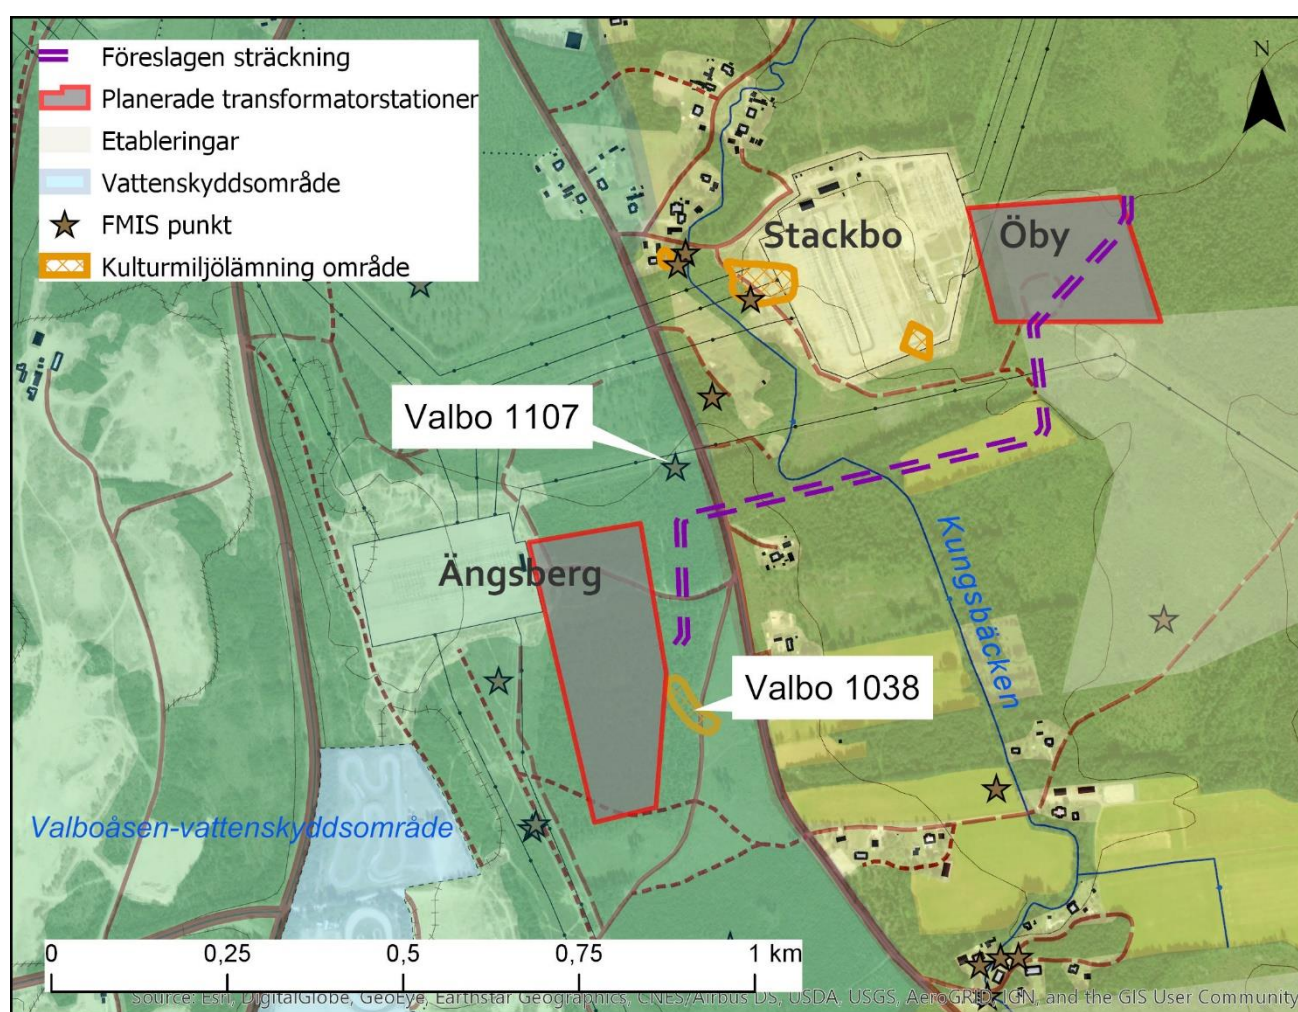 Föreslagen sträckning
Planerade transformatorstationer
Etableringar
Vattenskyddsområde
FMIS punkt
Kulturmiljölämning område
N
Stackbo
Öby
Valbo 1107
Ängsberg
Kungsbäcken
Valbo 1038
Valboåsen-vattenskyddsområde
0 0,25 0,5 0,75 1 km
Source: Esri, DigitalGlobe, GeoEye, Earthstar Geographics, CNES/Airbus DS, USDA, USGS, AeroGRID, IGN, and the GIS User Community